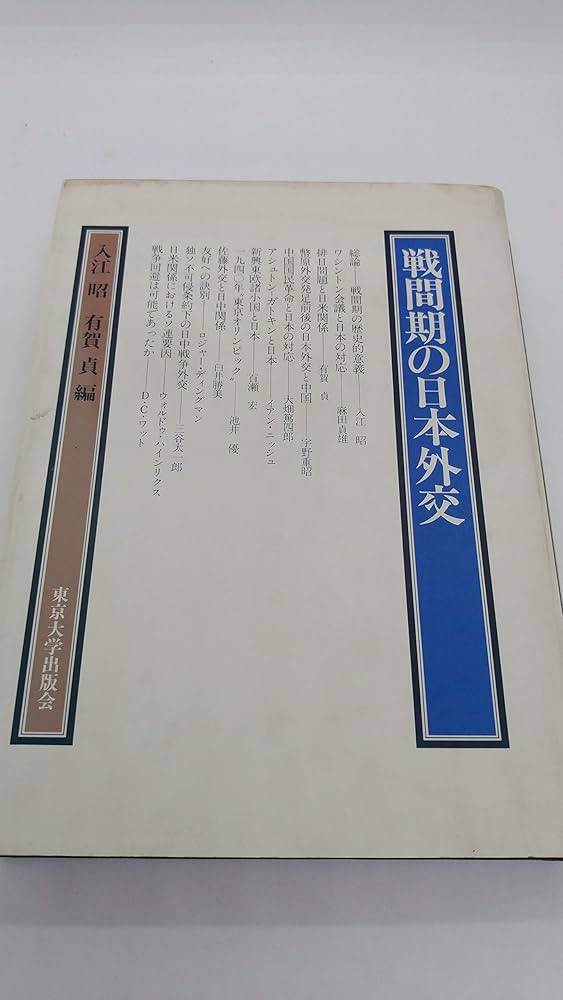 戦間期の日本外交
総論――戦間期の歴史的意義――入江 昭
ワシントン会議と日本の対応――麻田貞雄
排日問題と日米関係――有賀 貞
幣原外交発足前後の日本外交と中国――宇野重昭
中国国民革命と日本の対応――大畑篤四郎
アシュトン・ガトキンと日本――イアン・ニッシュ
新興東欧諸小国と日本――百瀬 宏
一九四〇年〝東京オリンピック〟――池井 優
佐藤外交と日中関係――臼井勝美
友好への訣別――ロジャー・ディングマン
独ソ不可侵条約下の日中戦争外交――三谷太一郎
日米関係におけるソ連要因――ウォルドゥ・ハインリクス
戦争回避は可能であったか――D・C・ワット
入江 昭 有賀 貞 編
東京大学出版会